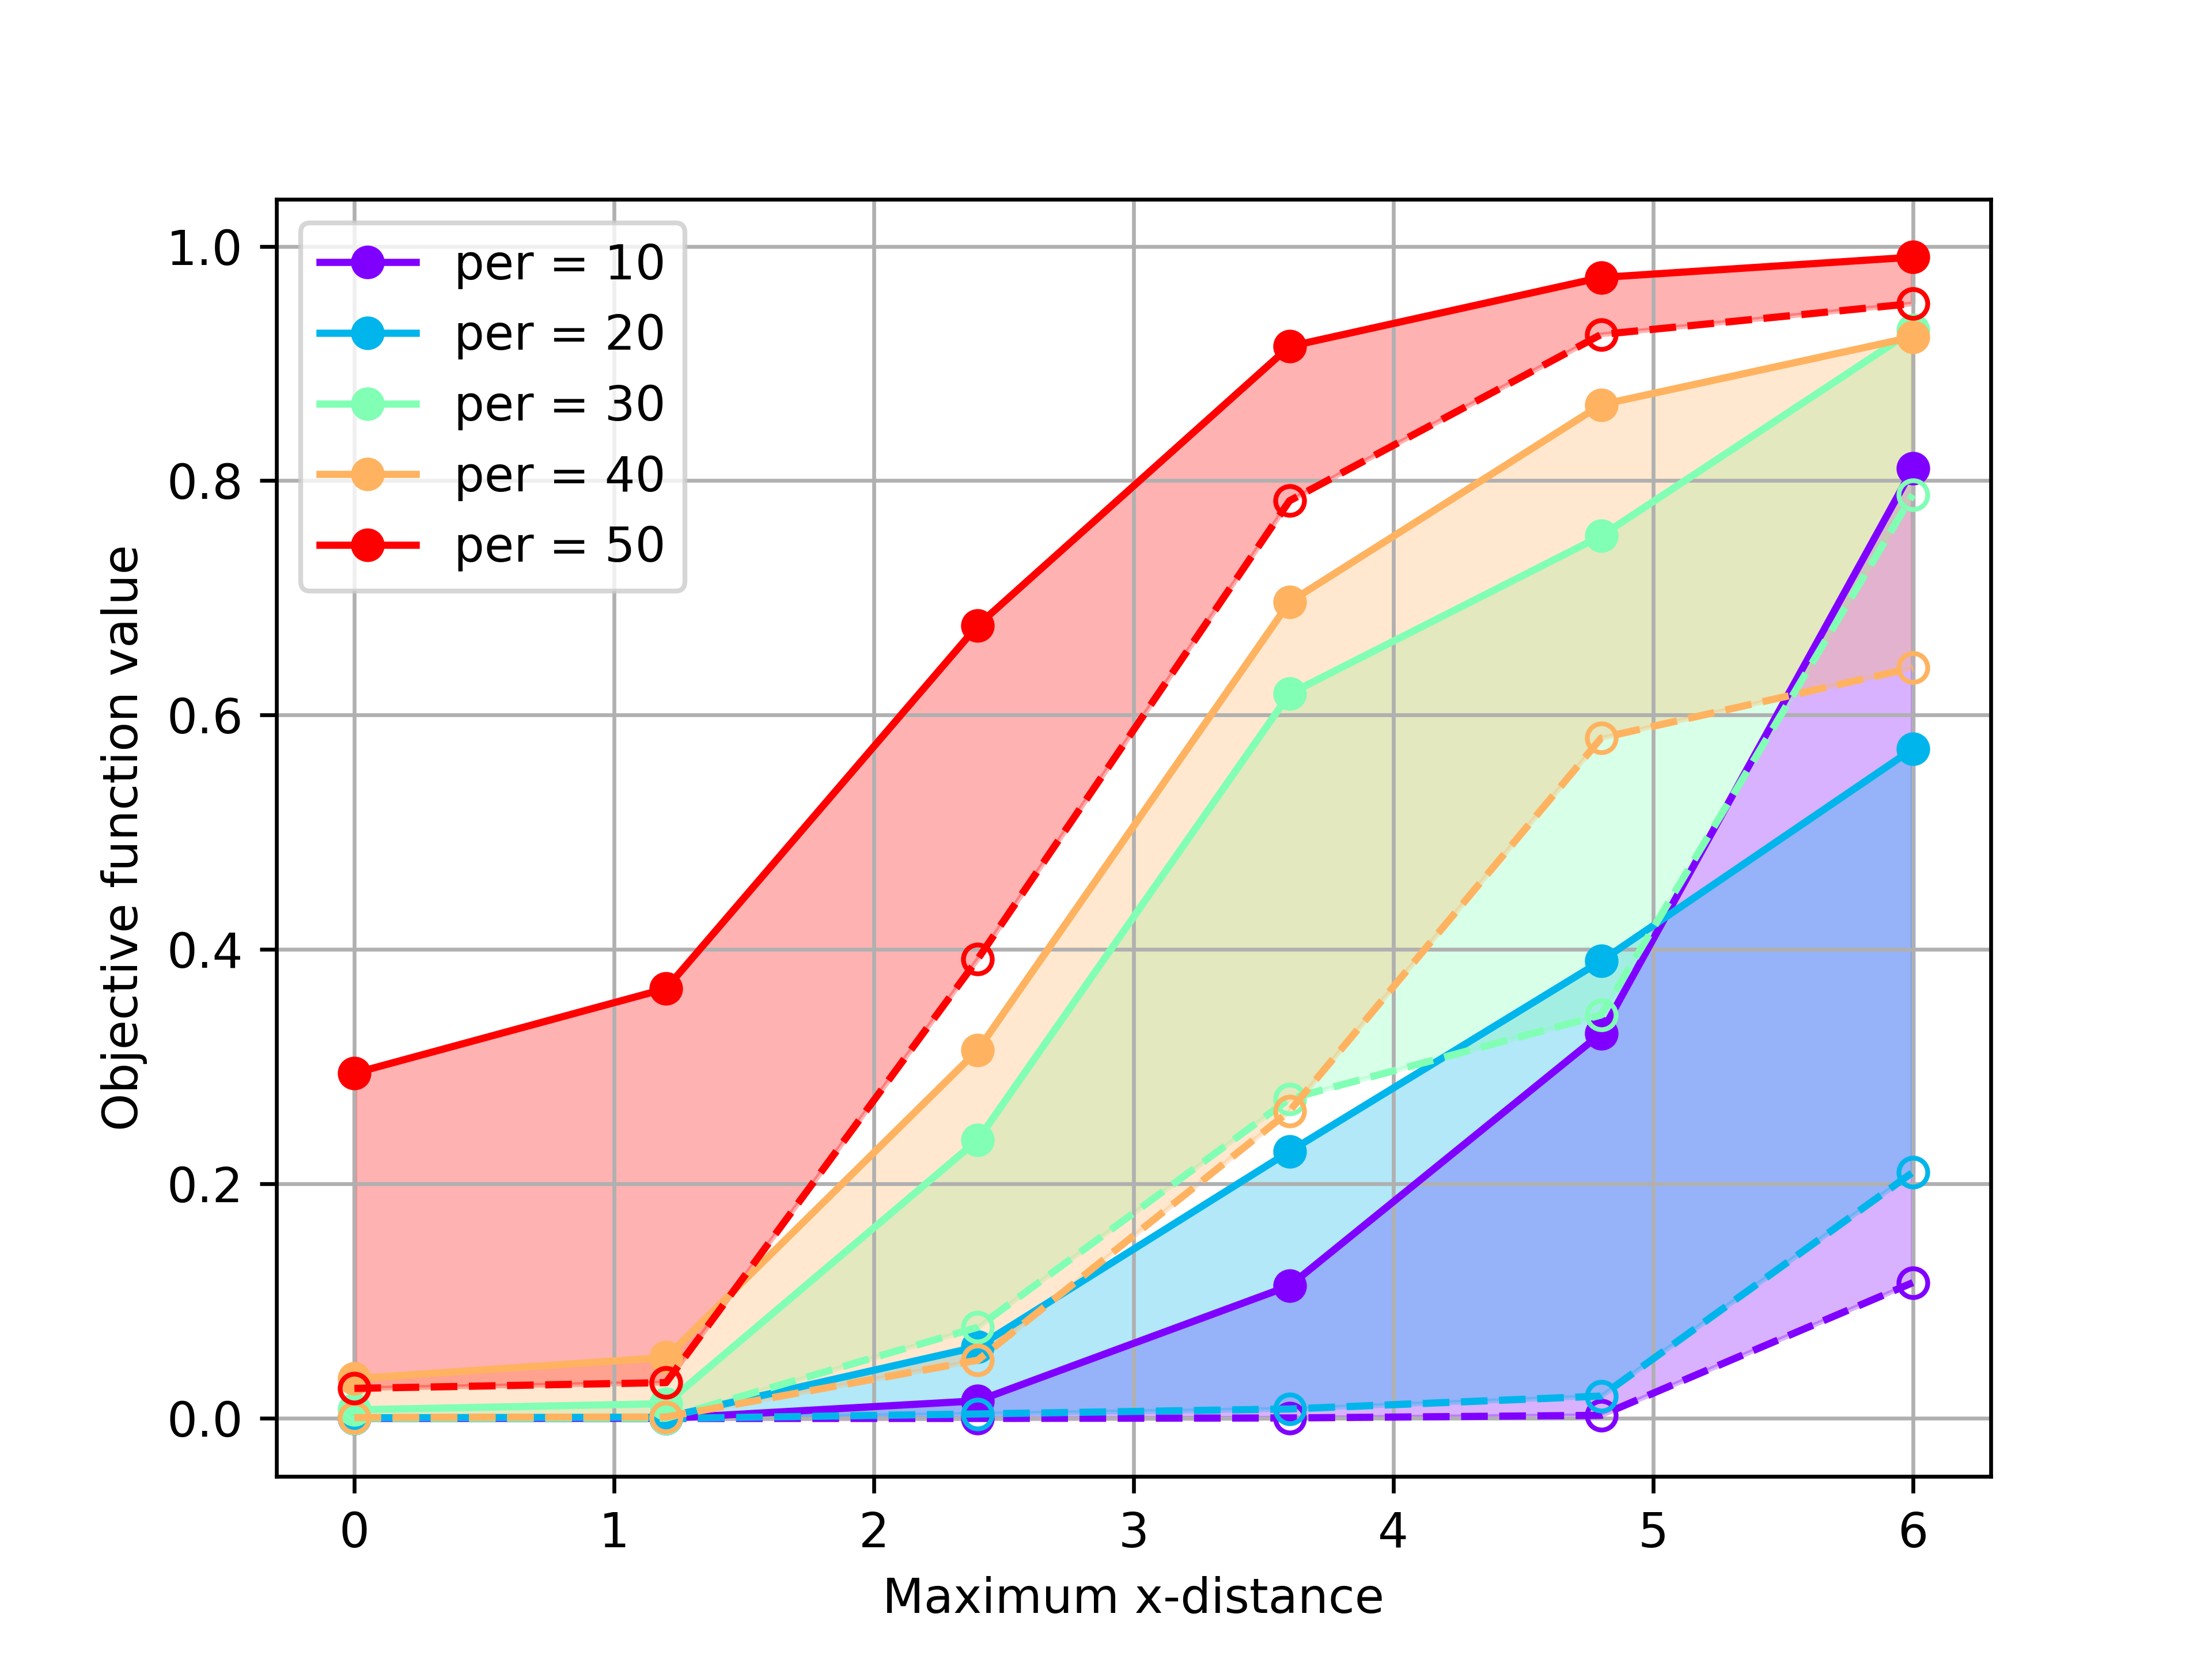 per = 10
per = 20
per = 30
per = 40
per = 50
1.0
0.8
0.6
0.4
0.2
0.0
Objective function value
0 1 2 3 4 5 6
Maximum x-distance